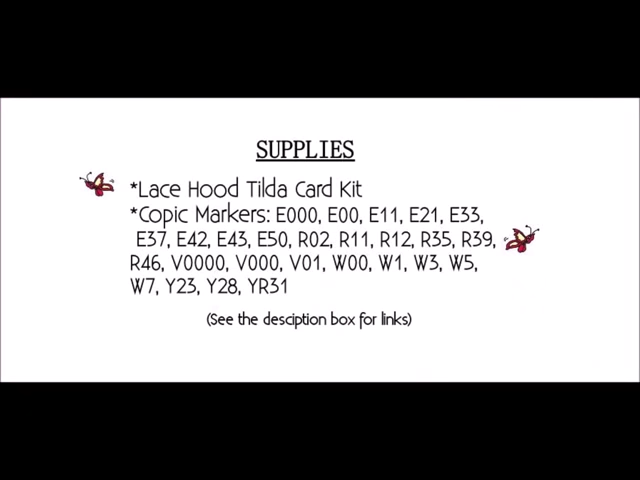 SUPPLIES
*Lace Hood Tilda Card Kit
*Copic Markers: E000, E00, E11, E21, E33,
E37, E42, E43, E50, R02, R11, R12, R35, R39,
R46, V0000, V000, V01, W00, W1, W3, W5,
W7, Y23, Y28, YR31
(See the desciption box for links)